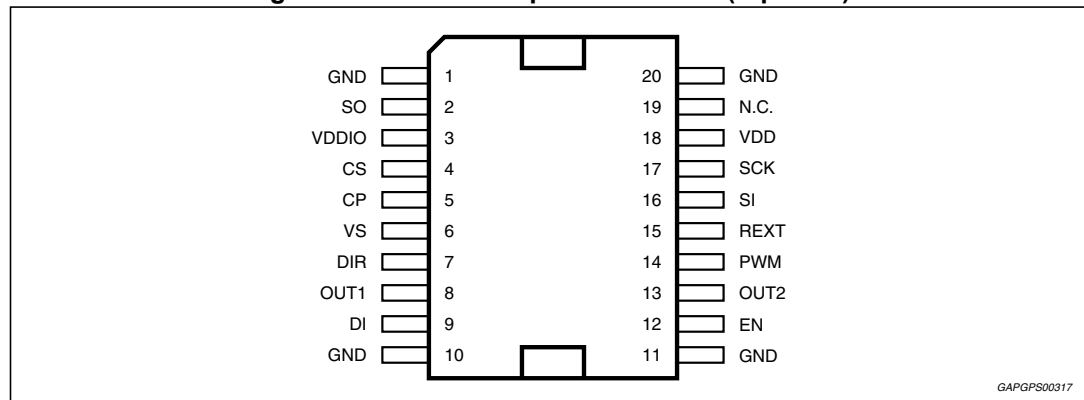 GND 1 20 GND
SO 2 19 N.C.
VDDIO 3 18 VDD
CS 4 17 SCK
CP 5 16 SI
VS 6 15 REXT
DIR 7 14 PWM
OUT1 8 13 OUT2
DI 9 12 EN
GND 10 11 GND
GAPGPS00317